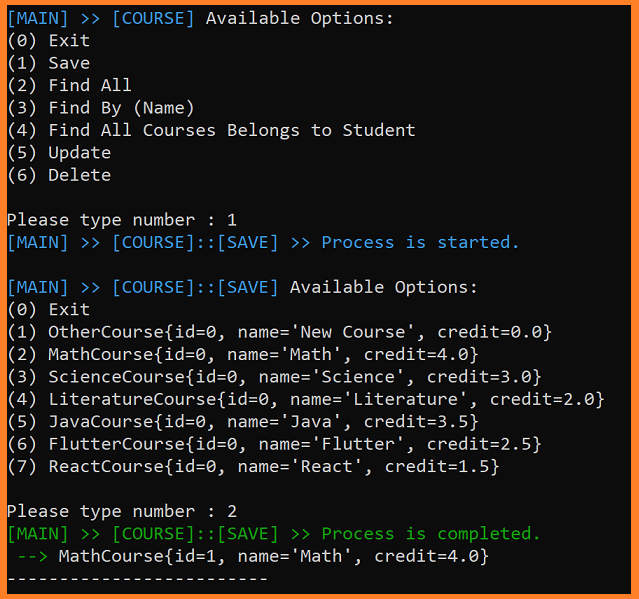 [MAIN] >> [COURSE] Available Options:
(0) Exit
(1) Save
(2) Find All
(3) Find By (Name)
(4) Find All Courses Belongs to Student
(5) Update
(6) Delete
Please type number : 1
[MAIN] >> [COURSE]::[SAVE] >> Process is started.
[MAIN] >> [COURSE]::[SAVE] Available Options:
(0) Exit
(1) OtherCourse{id=0, name='New Course', credit=0.0}
(2) MathCourse{id=0, name='Math', credit=4.0}
(3) ScienceCourse{id=0, name='Science', credit=3.0}
(4) LiteratureCourse{id=0, name='Literature', credit=2.0}
(5) JavaCourse{id=0, name='Java', credit=3.5}
(6) FlutterCourse{id=0, name='Flutter', credit=2.5}
(7) ReactCourse{id=0, name='React', credit=1.5}
Please type number : 2
[MAIN] >> [COURSE]::[SAVE] >> Process is completed.
 --> MathCourse{id=1, name='Math', credit=4.0}
-------------------------